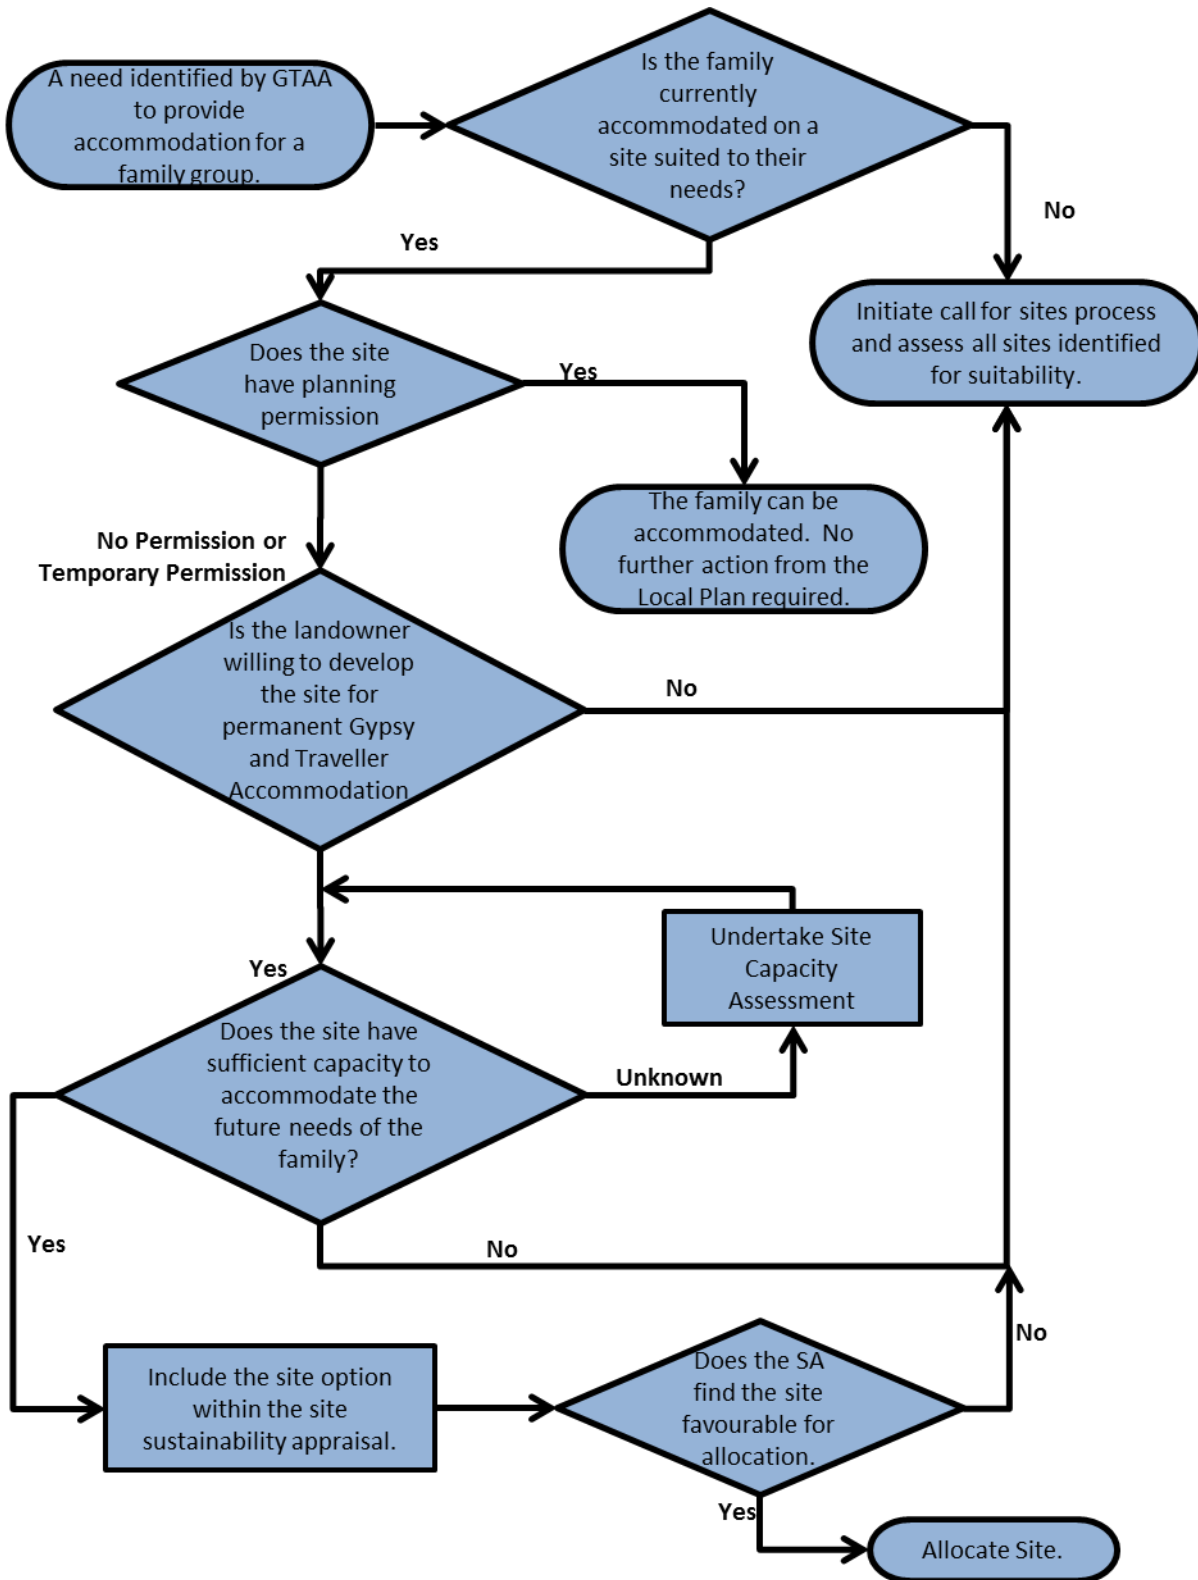 A need identified by GTAA
to provide
accommodation for a
family group.
Is the family
currently
accommodated on a
site suited to their
needs?
No
Yes
Initiate call for sites process
and assess all sites identified
for suitability.
Does the site
have planning
permission
Yes
The family can be
accommodated. No
further action from the
Local Plan required.
No Permission or
Temporary Permission
Is the landowner
willing to develop
the site for
permanent Gypsy
and Traveller
Accommodation
No
Undertake Site
Capacity
Assessment
Yes
Does the site have
sufficient capacity to
accommodate the
future needs of the
family?
Unknown
Yes
No
Include the site option
within the site
sustainability appraisal.
Does the SA
find the site
favourable for
allocation.
No
Yes
Allocate Site.